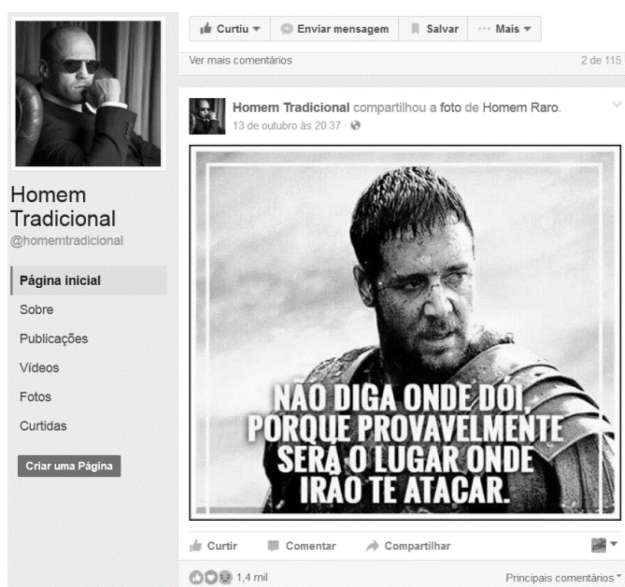 Curtiu
Enviar mensagem
Salvar
Mais
Ver mais comentários
2 de 115
Homem
Tradicional
@homemtradicional
Página inicial
Sobre
Publicações
Vídeos
Fotos
Curtidas
Criar uma Página
Homem Tradicional compartilhou a foto de Homem Raro.
13 de outubro às 20:37 ·
NÃO DIGA ONDE DÓI,
PORQUE PROVAVELMENTE
SERÁ O LUGAR ONDE
IRÃO TE ATACAR.
Curtir
Comentar
Compartilhar
1,4 mil
Principais comentários